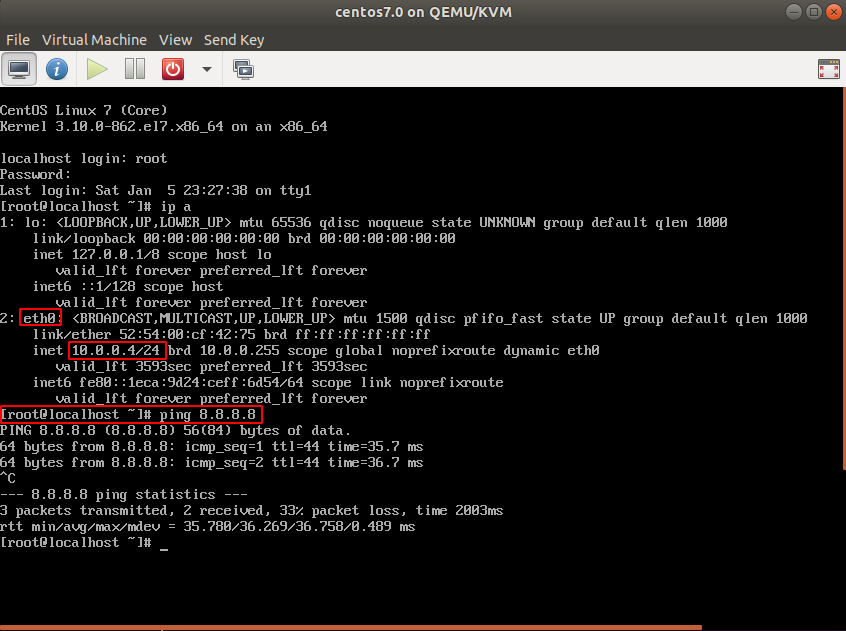 centos7.0 on QEMU/KVM
File Virtual Machine View Send Key
CentOS Linux 7 (Core)
Kernel 3.10.0-862.el7.x86_64 on an x86_64
localhost login: root
Password:
Last login: Sat Jan  5 23:27:38 on tty1
[root@localhost ~]# ip a
1: lo: <LOOPBACK,UP,LOWER_UP> mtu 65536 qdisc noqueue state UNKNOWN group default qlen 1000
    link/loopback 00:00:00:00:00:00 brd 00:00:00:00:00:00
    inet 127.0.0.1/8 scope host lo
       valid_lft forever preferred_lft forever
    inet6 ::1/128 scope host
       valid_lft forever preferred_lft forever
2: eth0: <BROADCAST,MULTICAST,UP,LOWER_UP> mtu 1500 qdisc pfifo_fast state UP group default qlen 1000
    link/ether 52:54:00:cf:42:75 brd ff:ff:ff:ff:ff:ff
    inet 10.0.0.4/24 brd 10.0.0.255 scope global noprefixroute dynamic eth0
       valid_lft 3593sec preferred_lft 3593sec
    inet6 fe80::1eca:9d24:ceff:6d54/64 scope link noprefixroute
       valid_lft forever preferred_lft forever
[root@localhost ~]# ping 8.8.8.8
PING 8.8.8.8 (8.8.8.8) 56(84) bytes of data.
64 bytes from 8.8.8.8: icmp_seq=1 ttl=44 time=35.7 ms
64 bytes from 8.8.8.8: icmp_seq=2 ttl=44 time=36.7 ms
^C
--- 8.8.8.8 ping statistics ---
3 packets transmitted, 2 received, 33% packet loss, time 2003ms
rtt min/avg/max/mdev = 35.780/36.269/36.758/0.489 ms
[root@localhost ~]# _